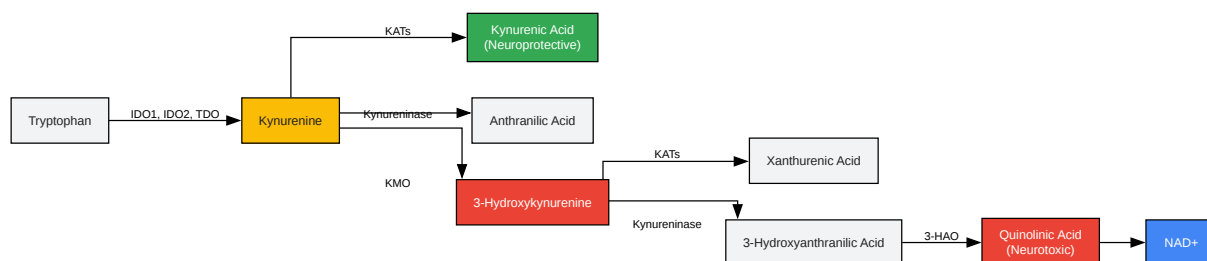 Kynurenic Acid
(Neuroprotective)
KATs
Tryptophan
IDO1, IDO2, TDO
Kynurenine
Kynureninase
Anthranilic Acid
KATs
Xanthurenic Acid
KMO
3-Hydroxykynurenine
Kynureninase
3-Hydroxyanthranilic Acid
3-HAO
Quinolinic Acid
(Neurotoxic)
NAD+